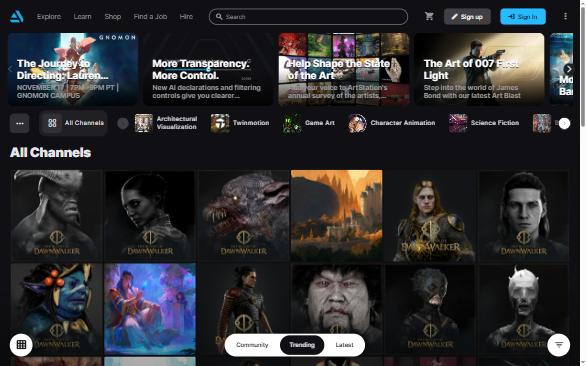 Explore Learn Shop Find a Job Hire
Search
Sign up
Sign In
GNOMON
The Journey to
Directing: Lauren...
NOVEMBER 17 | 7PM - 9PM PT |
GNOMON CAMPUS
More Transparency.
More Control.
New AI declarations and filtering
controls give you clearer...
Help Shape the State
of the Art
Add your voice to ArtStation's
annual survey of the artists,...
The Art of 007 First
Light
Step into the world of James
Bond with our latest Art Blast
All Channels
Architectural
Visualization
Twinmotion
Game Art
Character Animation
Science Fiction
All Channels
DAWNWALKER
DAWNWALKER
DAWNWALKER
DAWNWALKER
DAWNWALKER
DAWNWALKER
DAWNWALKER
DAWNWALKER
DAWNWALKER
DAWNWALKER
Community
Trending
Latest